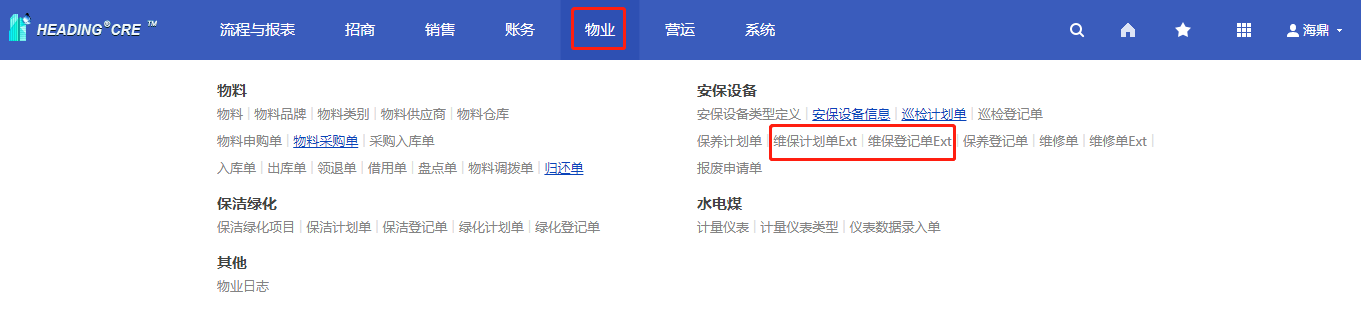 HEADING®CRE TM
流程与报表 招商 销售 账务 物业 营运 系统 海鼎
物料
物料 | 物料品牌 | 物料类别 | 物料供应商 | 物料仓库
物料申购单 | 物料采购单 | 采购入库单
入库单 | 出库单 | 领退单 | 借用单 | 盘点单 | 物料调拨单 | 归还单
保洁绿化
保洁绿化项目 | 保洁计划单 | 保洁登记单 | 绿化计划单 | 绿化登记单
其他
物业日志
安保设备
安保设备类型定义 | 安保设备信息 | 巡检计划单 | 巡检登记单
保养计划单 | 维保计划单Ext | 维保登记单Ext | 保养登记单 | 维修单 | 维修单Ext |
报废申请单
水电煤
计量仪表 | 计量仪表类型 | 仪表数据录入单